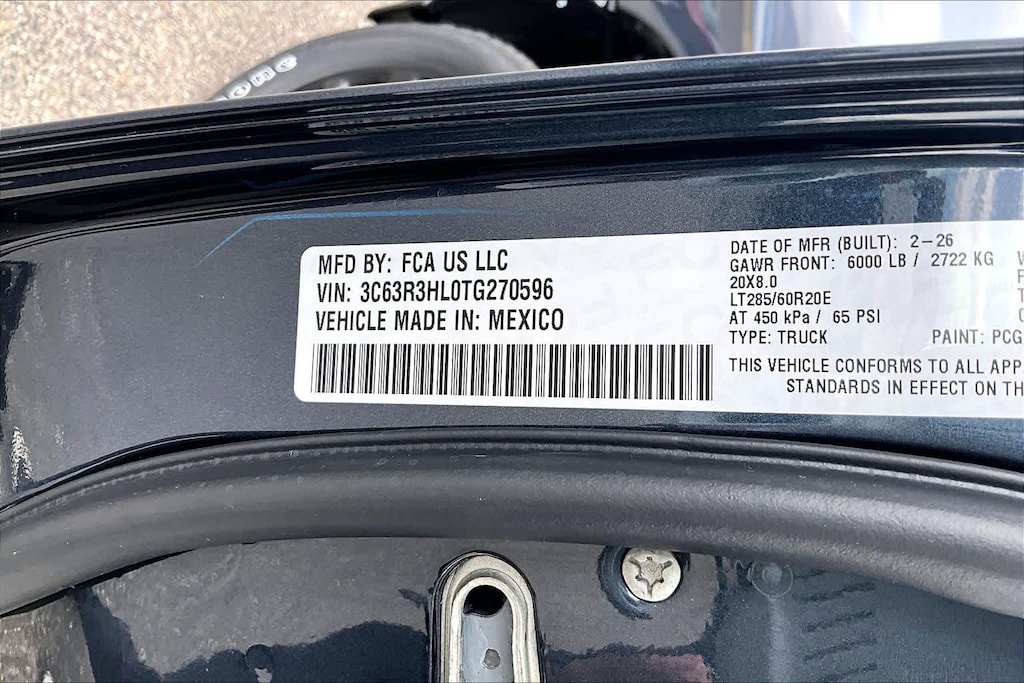 MFD BY: FCA US LLC
VIN: 3C63R3HL0TG270596
VEHICLE MADE IN: MEXICO
DATE OF MFR (BUILT): 2-26
GAWR FRONT: 6000 LB / 2722 KG
20X8.0
LT285/60R20E
AT 450 kPa / 65 PSI
TYPE: TRUCK PAINT: PCG
THIS VEHICLE CONFORMS TO ALL APP
STANDARDS IN EFFECT ON TH